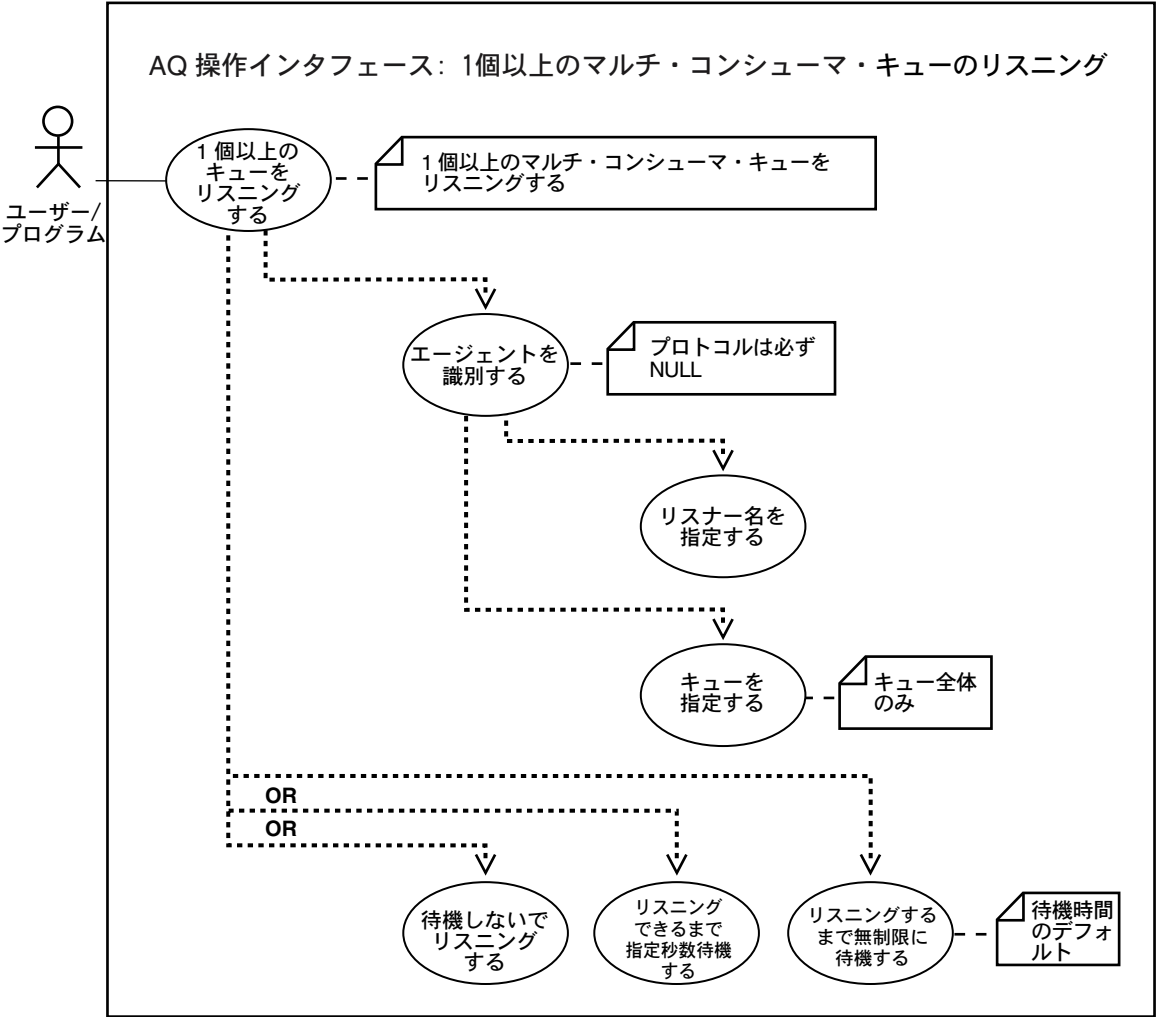 AQ 操作インタフェース: 1個以上のマルチ・コンシューマ・キューのリスニング
1 個以上の
キューを
リスニング
する
1 個以上のマルチ・コンシューマ・キューを
リスニングする
ユーザー/
プログラム
エージェントを
識別する
プロトコルは必ず
NULL
リスナー名を
指定する
キューを
指定する
キュー全体
のみ
OR
OR
待機しないで
リスニング
する
リスニング
できるまで
指定秒数待機
する
リスニングする
まで無制限に
待機する
待機時間
のデフォ
ルト